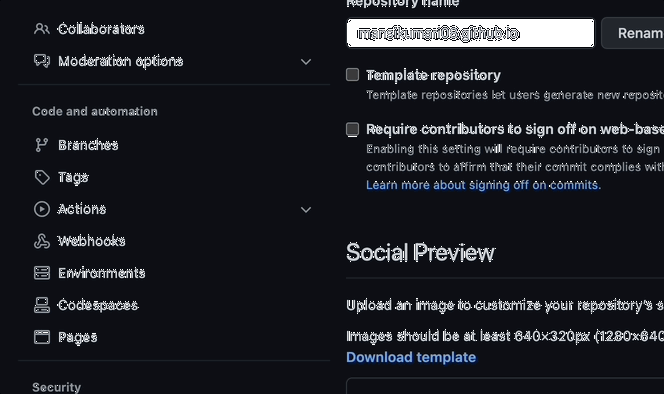 Collaborators
Moderation options
Code and automation
Branches
Tags
Actions
Webhooks
Environments
Codespaces
Pages
Security
Repository name
Renam
Template repository
Template repositories let users generate new reposit
Require contributors to sign off on web-base
Enabling this setting will require contributors to sign
contributors to affirm that their commit complies with
Learn more about signing off on commits.
Social Preview
Upload an image to customize your repository's s
Images should be at least 640×320px (1280×640
Download template